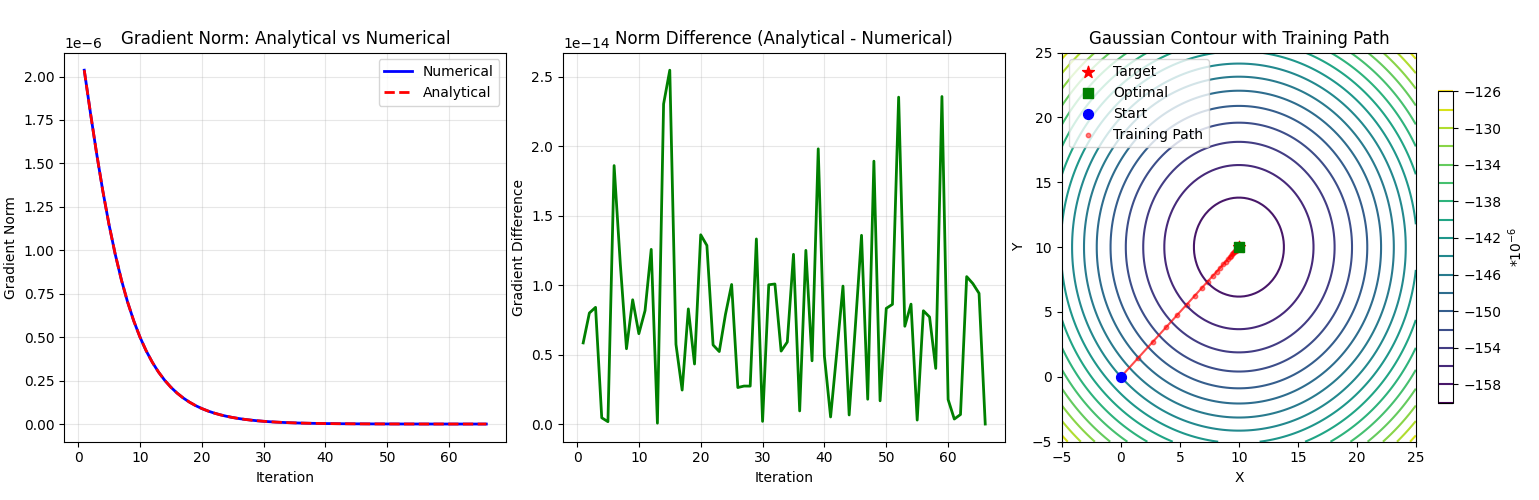 Gradient Norm: Analytical vs Numerical
1e−6
2.00
1.75
1.50
1.25
1.00
0.75
0.50
0.25
0.00
Gradient Norm
Numerical
Analytical
0 10 20 30 40 50 60
Iteration
Norm Difference (Analytical - Numerical)
1e−14
2.5
2.0
1.5
1.0
0.5
0.0
Gradient Difference
0 10 20 30 40 50 60
Iteration
Gaussian Contour with Training Path
25
20
15
10
5
0
−5
Y
Target
Optimal
Start
Training Path
−5 0 5 10 15 20 25
X
−126
−130
−134
−138
−142
−146
−150
−154
−158
*10⁻⁶